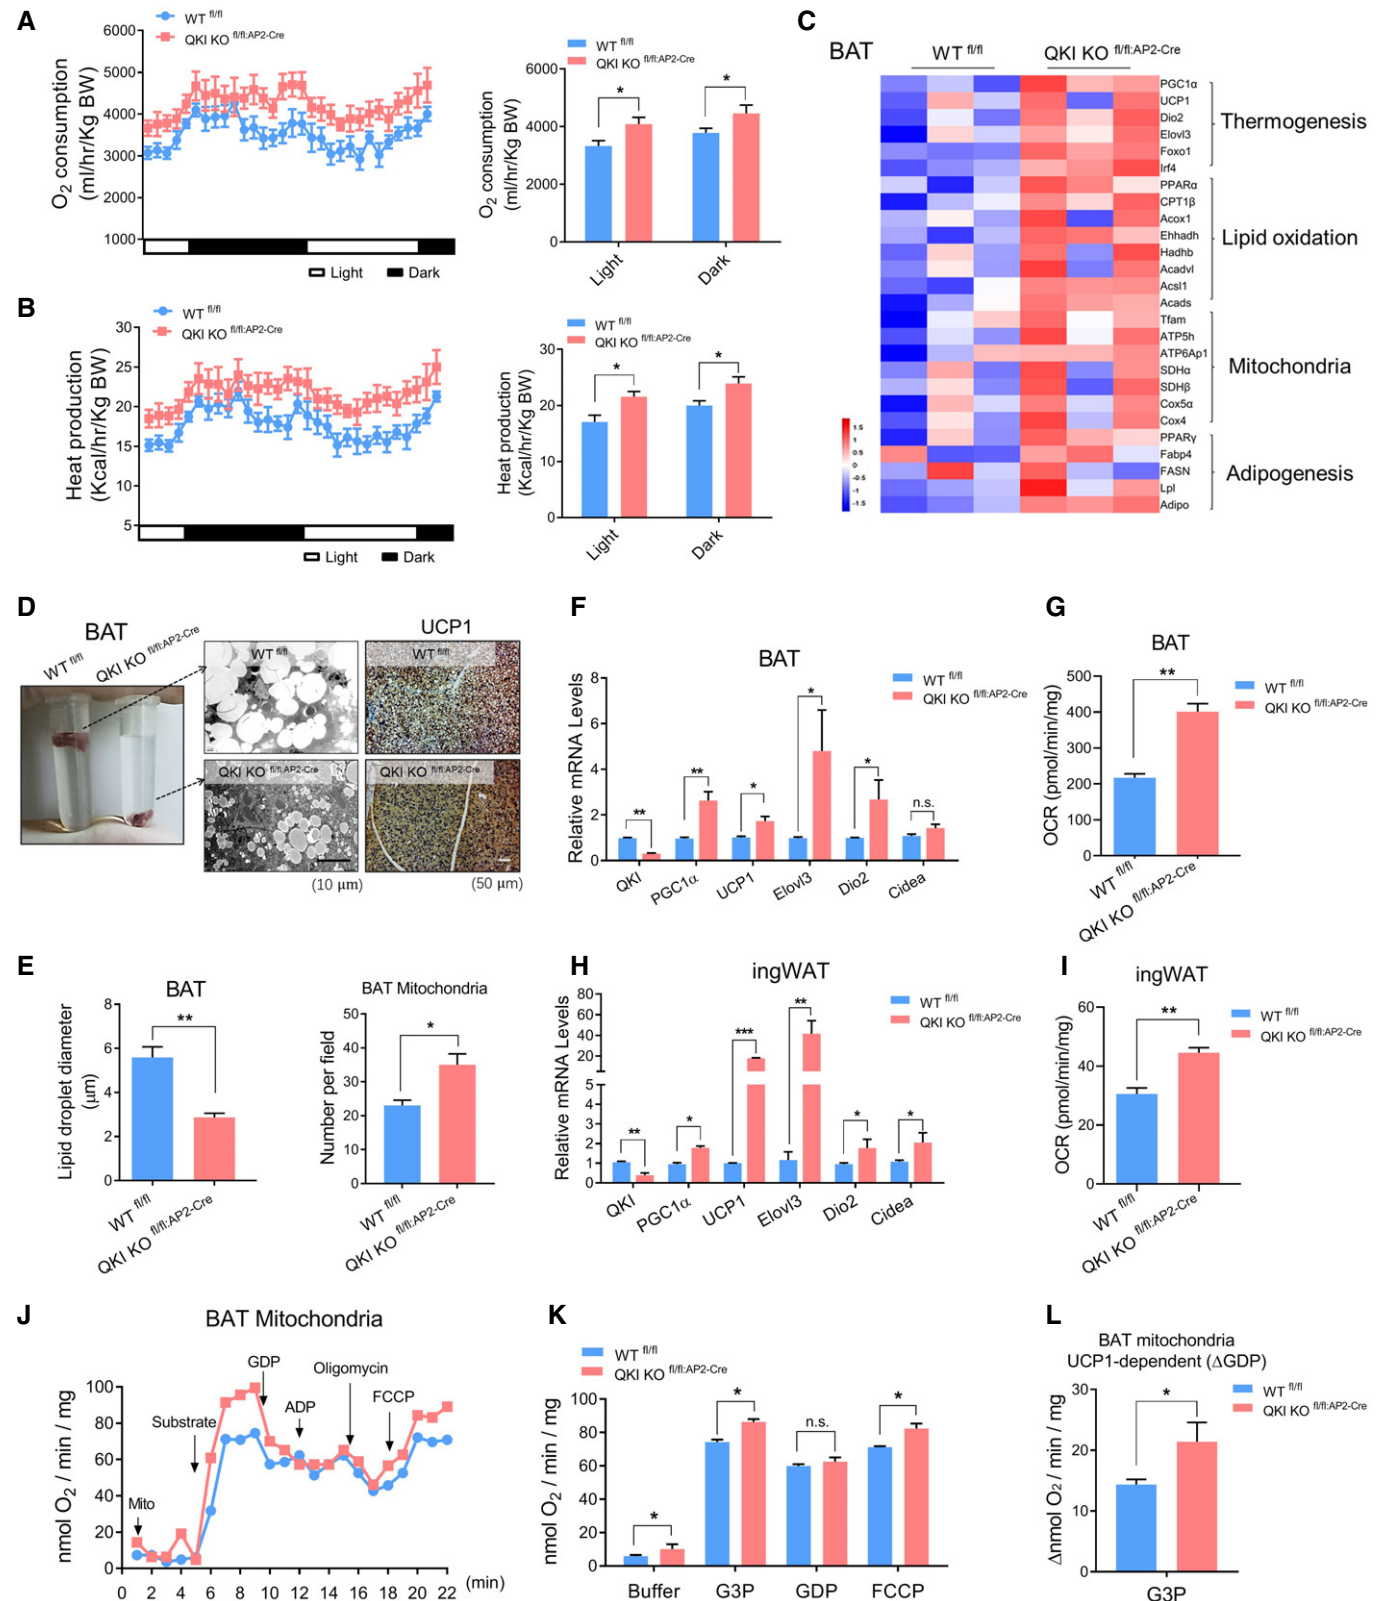 A
WT fl/fl
QKI KO fl/fl:AP2-Cre
O2 consumption
(ml/hr/Kg BW)
6000
5000
4000
3000
2000
1000
Light
Dark
WT fl/fl
QKI KO fl/fl:AP2-Cre
O2 consumption
(ml/hr/Kg BW)
6000
4000
2000
0
*
*
Light
Dark
B
WT fl/fl
QKI KO fl/fl:AP2-Cre
Heat production
(Kcal/hr/Kg BW)
30
25
20
15
10
5
Light
Dark
WT fl/fl
QKI KO fl/fl:AP2-Cre
Heat production
(Kcal/hr/Kg BW)
30
20
10
0
*
*
Light
Dark
C
BAT
WT fl/fl
QKI KO fl/fl:AP2-Cre
PGC1α
UCP1
Dio2
Elovl3
Foxo1
Irf4
PPARα
CPT1β
Acox1
Ehhadh
Hadhb
Acadvl
Acsl1
Acads
Tfam
ATP5h
ATP6Ap1
SDHα
SDHβ
Cox5α
Cox4
PPARγ
Fabp4
FASN
Lpl
Adipo
Thermogenesis
Lipid oxidation
Mitochondria
Adipogenesis
1.5
1
0.5
0
-0.5
-1
-1.5
D
BAT
WT fl/fl
QKI KO fl/fl:AP2-Cre
UCP1
WT fl/fl
WT fl/fl
QKI KO fl/fl:AP2-Cre
QKI KO fl/fl:AP2-Cre
(10 μm)
(50 μm)
F
BAT
WT fl/fl
QKI KO fl/fl:AP2-Cre
Relative mRNA Levels
8
6
4
2
0
**
**
*
*
*
n.s.
QKI
PGC1α
UCP1
Elovl3
Dio2
Cidea
G
BAT
WT fl/fl
QKI KO fl/fl:AP2-Cre
OCR (pmol/min/mg)
500
400
300
200
100
0
**
WT fl/fl
QKI KO fl/fl:AP2-Cre
E
BAT
Lipid droplet diameter
(μm)
8
6
4
2
0
**
WT fl/fl
QKI KO fl/fl:AP2-Cre
BAT Mitochondria
Number per field
50
40
30
20
10
0
*
WT fl/fl
QKI KO fl/fl:AP2-Cre
H
ingWAT
WT fl/fl
QKI KO fl/fl:AP2-Cre
Relative mRNA Levels
80
60
40
20
5
4
3
2
1
0
**
*
***
**
*
*
QKI
PGC1α
UCP1
Elovl3
Dio2
Cidea
I
ingWAT
WT fl/fl
QKI KO fl/fl:AP2-Cre
OCR (pmol/min/mg)
60
40
20
0
**
WT fl/fl
QKI KO fl/fl:AP2-Cre
J
BAT Mitochondria
nmol O2 / min / mg
100
80
60
40
20
0
Mito
Substrate
GDP
ADP
Oligomycin
FCCP
0 2 4 6 8 10 12 14 16 18 20 22 (min)
K
WT fl/fl
QKI KO fl/fl:AP2-Cre
nmol O2 / min / mg
100
80
60
40
20
0
*
*
n.s.
*
Buffer
G3P
GDP
FCCP
L
BAT mitochondria
UCP1-dependent (ΔGDP)
WT fl/fl
QKI KO fl/fl:AP2-Cre
Δnmol O2 / min / mg
30
20
10
0
*
G3P